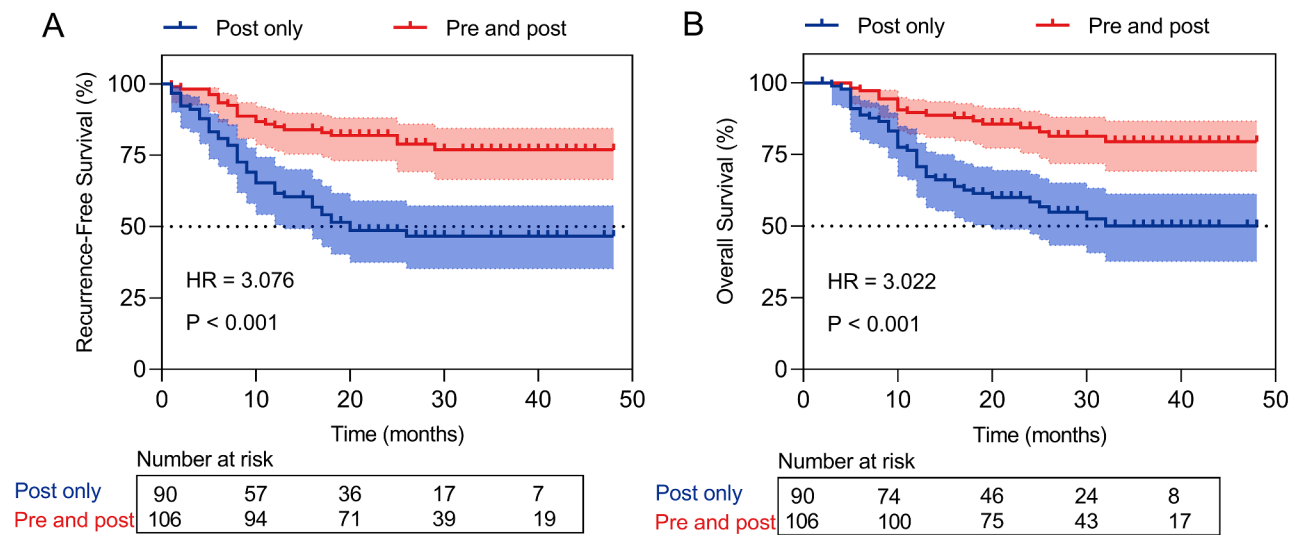 A
Post only
Pre and post
Recurrence-Free Survival (%)
100
75
50
25
0
HR = 3.076
P < 0.001
0 10 20 30 40 50
Time (months)
Number at risk
Post only 90 57 36 17 7
Pre and post 106 94 71 39 19
B
Post only
Pre and post
Overall Survival (%)
100
75
50
25
0
HR = 3.022
P < 0.001
0 10 20 30 40 50
Time (months)
Number at risk
Post only 90 74 46 24 8
Pre and post 106 100 75 43 17